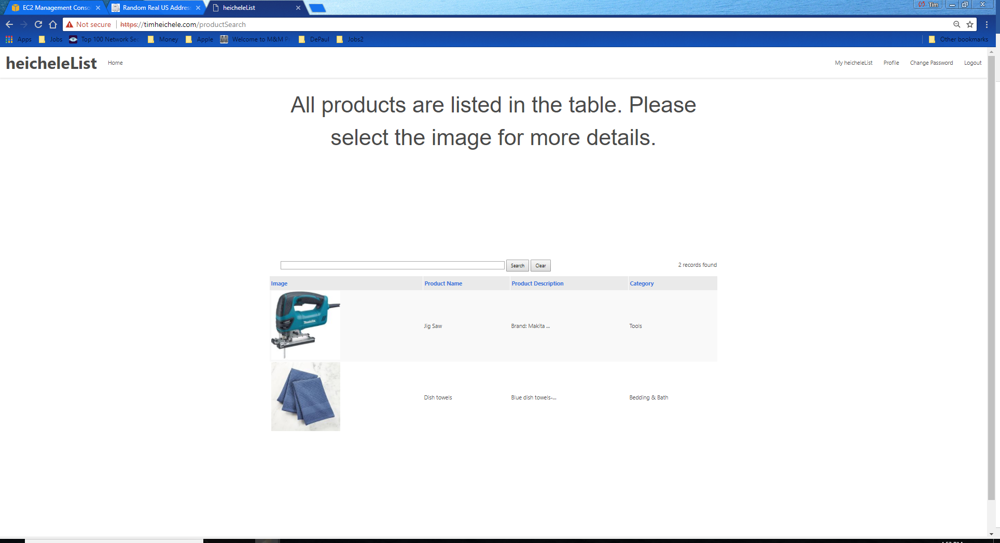 EC2 Management Conso
Random Real US Address
heicheleList
Tim
Not secure
https://timheichele.com/productSearch
Apps
Jobs
Top 100 Network Sec
Money
Apple
Welcome to M&M P
DePaul
Jobs2
Other bookmarks
heicheleList
Home
My heicheleList
Profile
Change Password
Logout
All products are listed in the table. Please
select the image for more details.
Search
Clear
2 records found
Image
Product Name
Product Description
Category
Makita
Jig Saw
Brand: Makita ...
Tools
Dish towels
Blue dish towels-...
Bedding & Bath